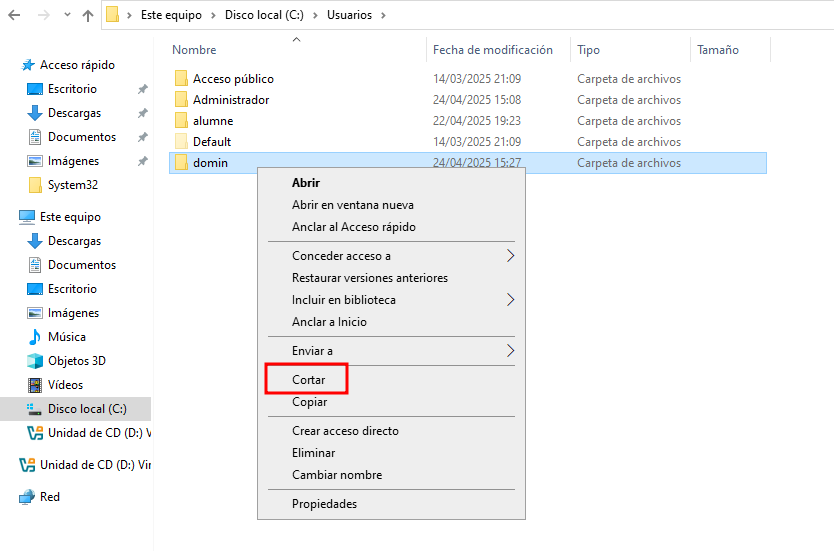 Este equipo > Disco local (C:) > Usuarios >
Nombre Fecha de modificación Tipo Tamaño
Acceso rápido
Escritorio
Descargas
Documentos
Imágenes
System32
Este equipo
Descargas
Documentos
Escritorio
Imágenes
Música
Objetos 3D
Vídeos
Disco local (C:)
Unidad de CD (D:) V
Unidad de CD (D:) Vir
Red
Acceso público 14/03/2025 21:09 Carpeta de archivos
Administrador 24/04/2025 15:08 Carpeta de archivos
alumne 22/04/2025 19:23 Carpeta de archivos
Default 14/03/2025 21:09 Carpeta de archivos
domin 24/04/2025 15:27 Carpeta de archivos
Abrir
Abrir en ventana nueva
Anclar al Acceso rápido
Conceder acceso a
Restaurar versiones anteriores
Incluir en biblioteca
Anclar a Inicio
Enviar a
Cortar
Copiar
Crear acceso directo
Eliminar
Cambiar nombre
Propiedades